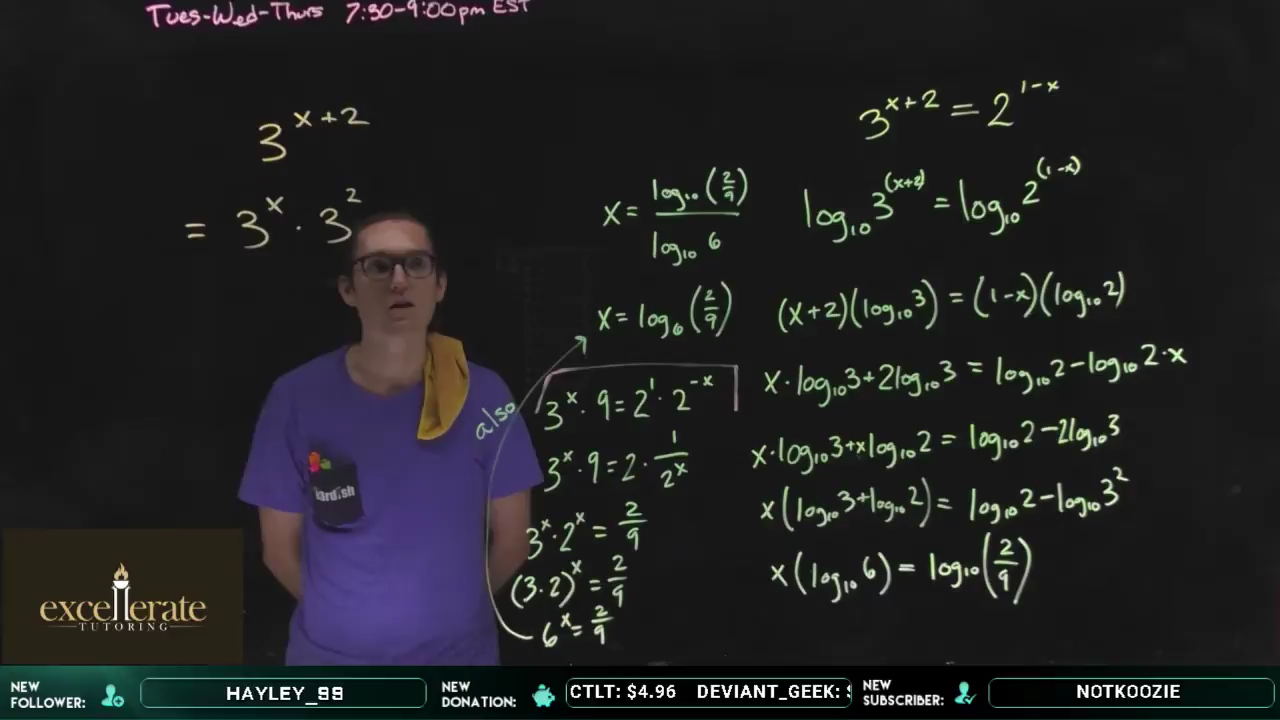 Tues-Wed-Thurs 7:30-9:00pm EST
3^{x+2}
= 3^x · 3^2
3^{x+2} = 2^{1-x}
log₁₀ 3^{(x+2)} = log₁₀ 2^{(1-x)}
(x+2)(log₁₀ 3) = (1-x)(log₁₀ 2)
x·log₁₀ 3 + 2log₁₀ 3 = log₁₀ 2 - log₁₀ 2·x
x·log₁₀ 3 + x log₁₀ 2 = log₁₀ 2 - 2log₁₀ 3
x(log₁₀ 3 + log₁₀ 2) = log₁₀ 2 - log₁₀ 3^2
x(log₁₀ 6) = log₁₀ (2/9)
x = log₁₀ (2/9) / log₁₀ 6
x = log₆ (2/9)
also
3^x · 9 = 2^1 · 2^{-x}
3^x · 9 = 2 · 1/2^x
3^x · 2^x = 2/9
(3·2)^x = 2/9
6^x = 2/9
excellerate
TUTORING
NEW FOLLOWER:
HAYLEY_99
NEW DONATION:
CTLT: $4.96 DEVIANT_GEEK:
NEW SUBSCRIBER:
NOTKOOZIE